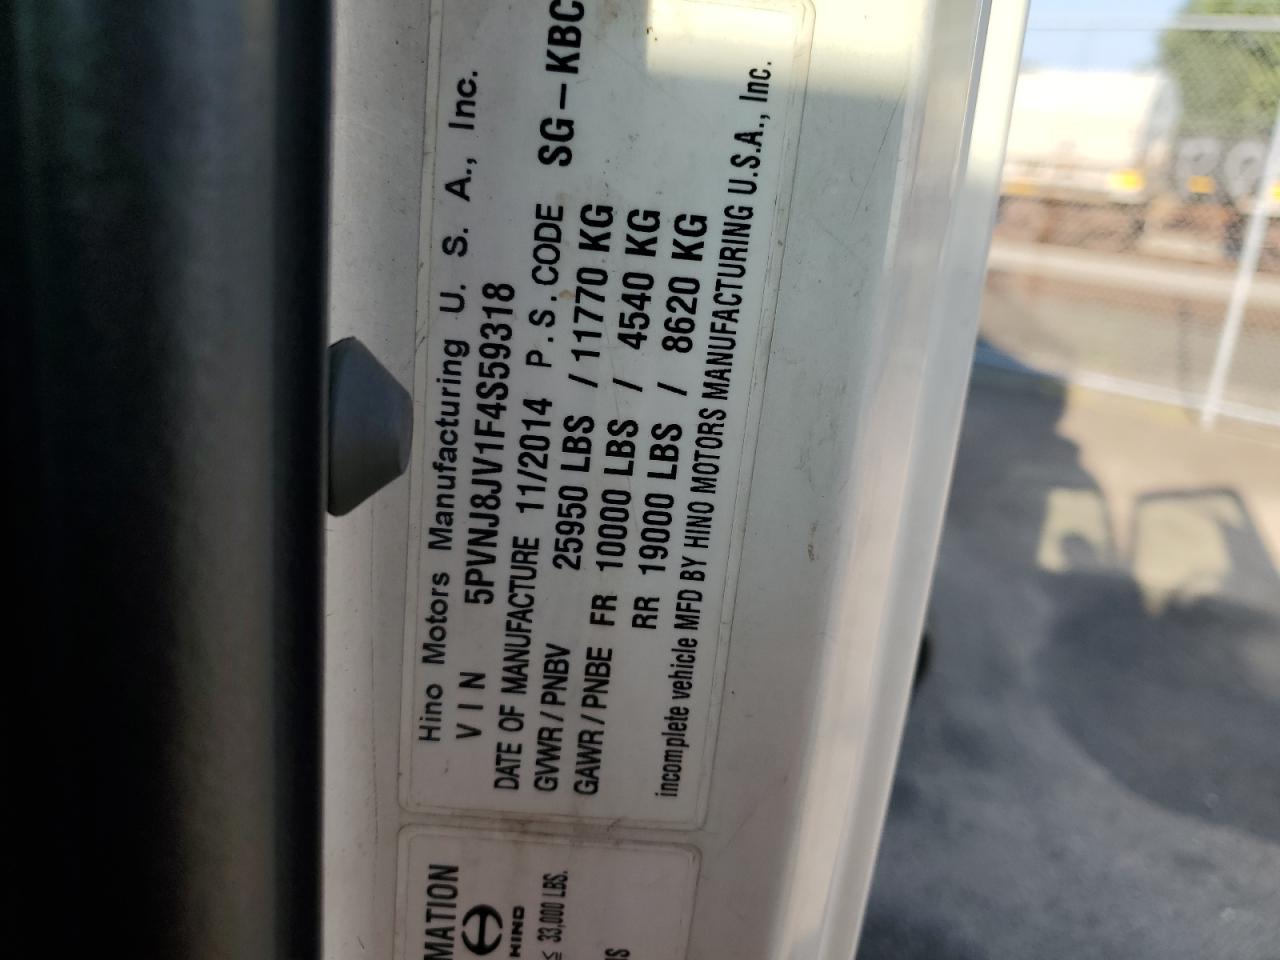 Hino Motors Manufacturing U. S. A., Inc.
VIN 5PVNJ8JV1F4S59318
DATE OF MANUFACTURE 11/2014 P.S.CODE SG-KBC
GVWR/PNBV 25950 LBS / 11770 KG
GAWR/PNBE FR 10000 LBS / 4540 KG
RR 19000 LBS / 8620 KG
incomplete vehicle MFD BY HINO MOTORS MANUFACTURING U.S.A., Inc.
MATION
HINO
≤ 33,000 LBS.